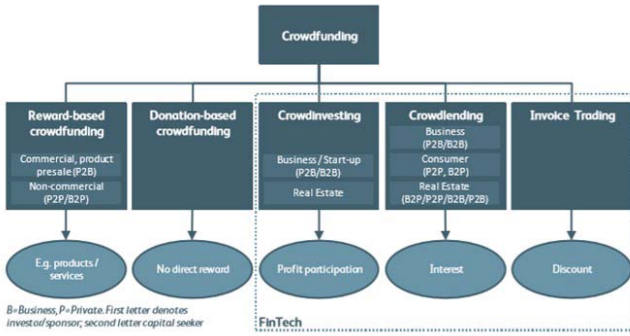 Crowdfunding
Reward-based
crowdfunding
Commercial, product
presale (P2B)
Non-commercial
(P2P/B2P)
E.g. products /
services
Donation-based
crowdfunding
No direct reward
Crowdinvesting
Business / Start-up
(P2B/B2B)
Real Estate
Profit participation
Crowdlending
Business
(P2B/B2B)
Consumer
(P2P, B2P)
Real Estate
(B2P/P2P/B2B/P2B)
Interest
Invoice Trading
Discount
B=Business, P=Private. First letter denotes
investor/sponsor; second letter capital seeker
FinTech